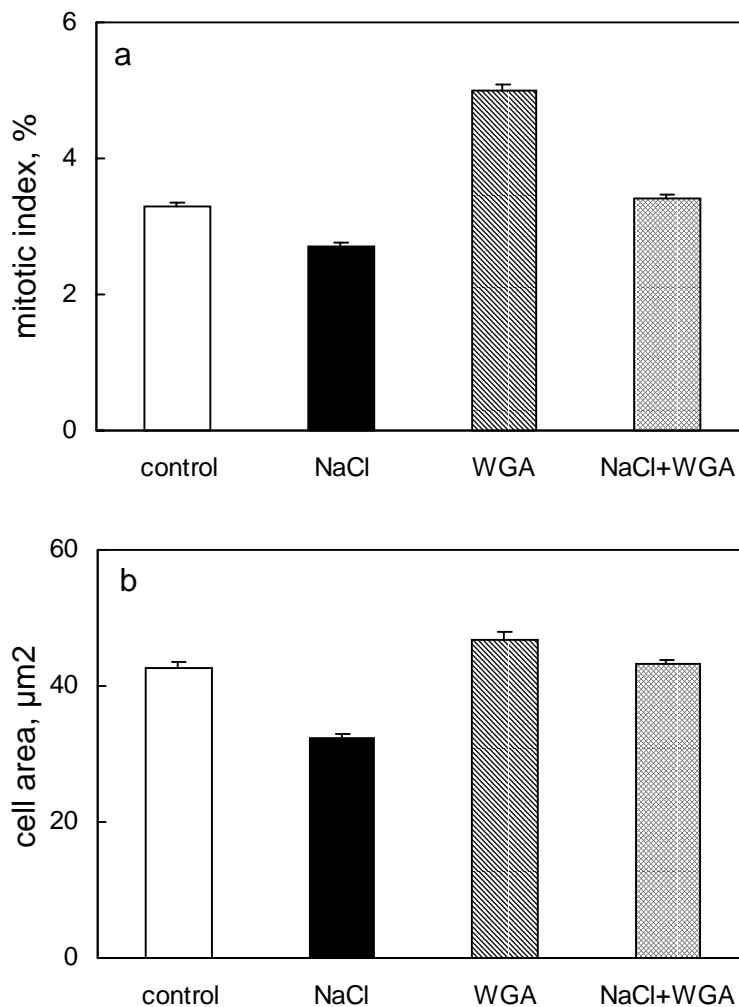 6
a
4
2
0
mitotic index, %
control NaCl WGA NaCl+WGA
60
b
40
20
0
cell area, µm2
control NaCl WGA NaCl+WGA